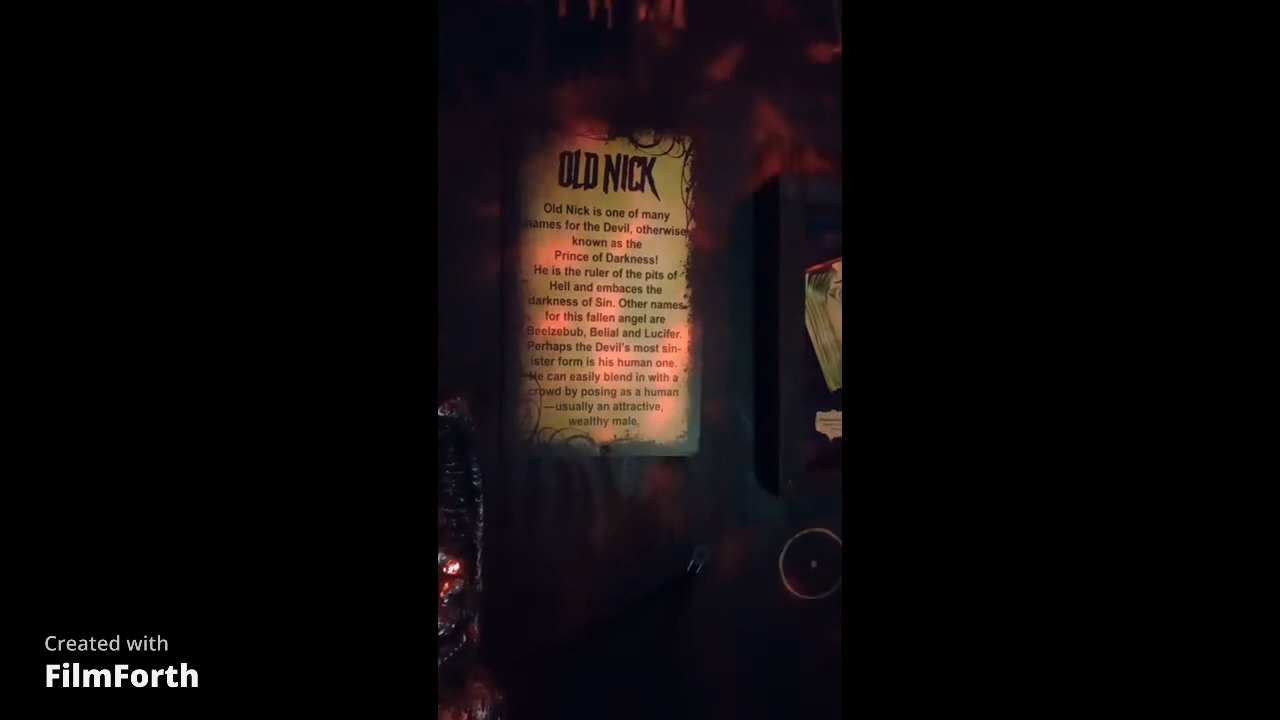 OLD NICK
Old Nick is one of many
names for the Devil, otherwise
known as the
Prince of Darkness!
He is the ruler of the pits of
Hell and embaces the
darkness of Sin. Other names
for this fallen angel are
Beelzebub, Belial and Lucifer.
Perhaps the Devil's most sin-
ister form is his human one.
He can easily blend in with a
crowd by posing as a human
—usually an attractive,
wealthy male.
Created with
FilmForth